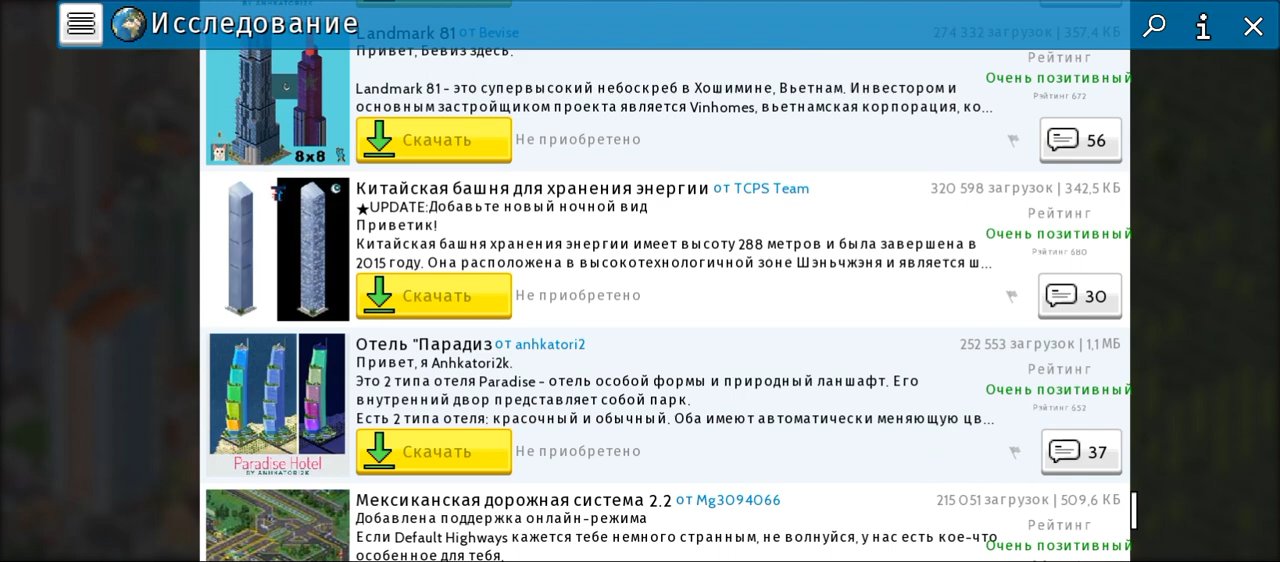 Исследование
Landmark 81 от Bevise
274 332 загрузок | 357,4 КБ
Привет, Бевиз здесь.
Рейтинг
Очень позитивный
Рэйтинг 672
Landmark 81 - это супервысокий небоскреб в Хошимине, Вьетнам. Инвестором и
основным застройщиком проекта является Vinhomes, вьетнамская корпорация, ко...
8x8
Скачать
Не приобретено
56
Китайская башня для хранения энергии от TCPS Team
320 598 загрузок | 342,5 КБ
★UPDATE:Добавьте новый ночной вид
Приветик!
Рейтинг
Очень позитивный
Рэйтинг 680
Китайская башня хранения энергии имеет высоту 288 метров и была завершена в
2015 году. Она расположена в высокотехнологичной зоне Шэньчжэня и является ш...
Скачать
Не приобретено
30
Отель "Парадиз от anhkatori2
252 553 загрузок | 1,1 МБ
Привет, я Anhkatori2k.
Рейтинг
Это 2 типа отеля Paradise - отель особой формы и природный ланшафт. Его
внутренний двор представляет собой парк.
Очень позитивный
Рэйтинг 652
Есть 2 типа отеля: красочный и обычный. Оба имеют автоматически меняющую цв...
Paradise Hotel
BY ANHKATORI2K
Скачать
Не приобретено
37
Мексиканская дорожная система 2.2 от Mg3094066
215 051 загрузок | 509,6 КБ
Добавлена поддержка онлайн-режима
Рейтинг
Если Default Highways кажется тебе немного странным, не волнуйся, у нас есть кое-что
Очень позитивный
особенное для тебя.